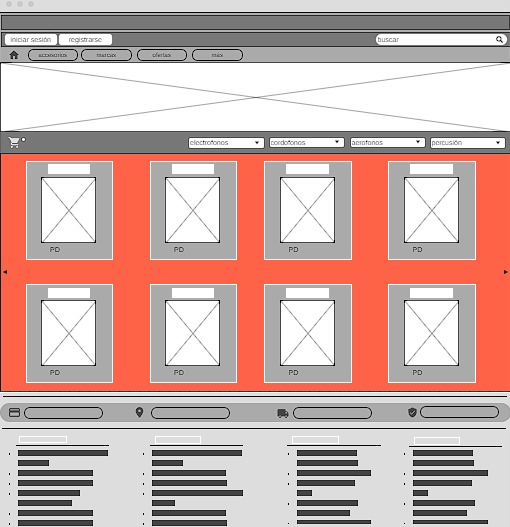 iniciar sesión registrarse buscar
accesorios marcas ofertas más
electrofonos cordofonos aerofonos percusión
PD PD PD PD
PD PD PD PD